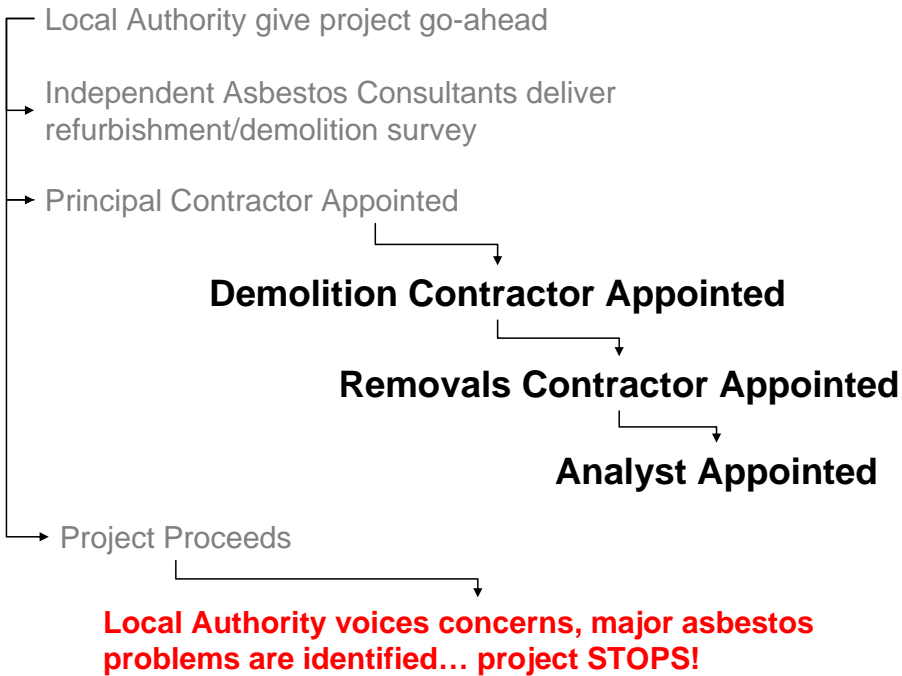 Local Authority give project go-ahead
Independent Asbestos Consultants deliver
refurbishment/demolition survey
Principal Contractor Appointed
Demolition Contractor Appointed
Removals Contractor Appointed
Analyst Appointed
Project Proceeds
Local Authority voices concerns, major asbestos
problems are identified… project STOPS!